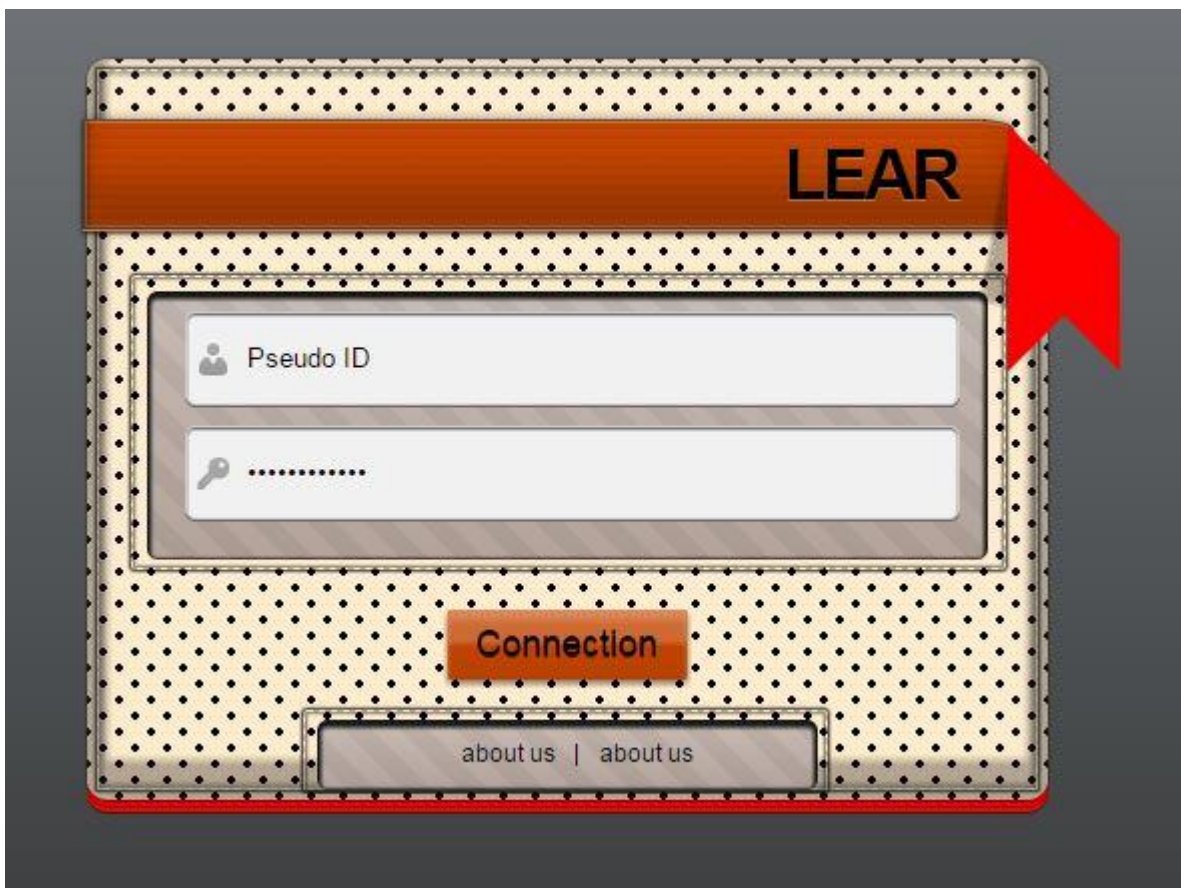 LEAR
Pseudo ID
••••••••••••
Connection
about us | about us